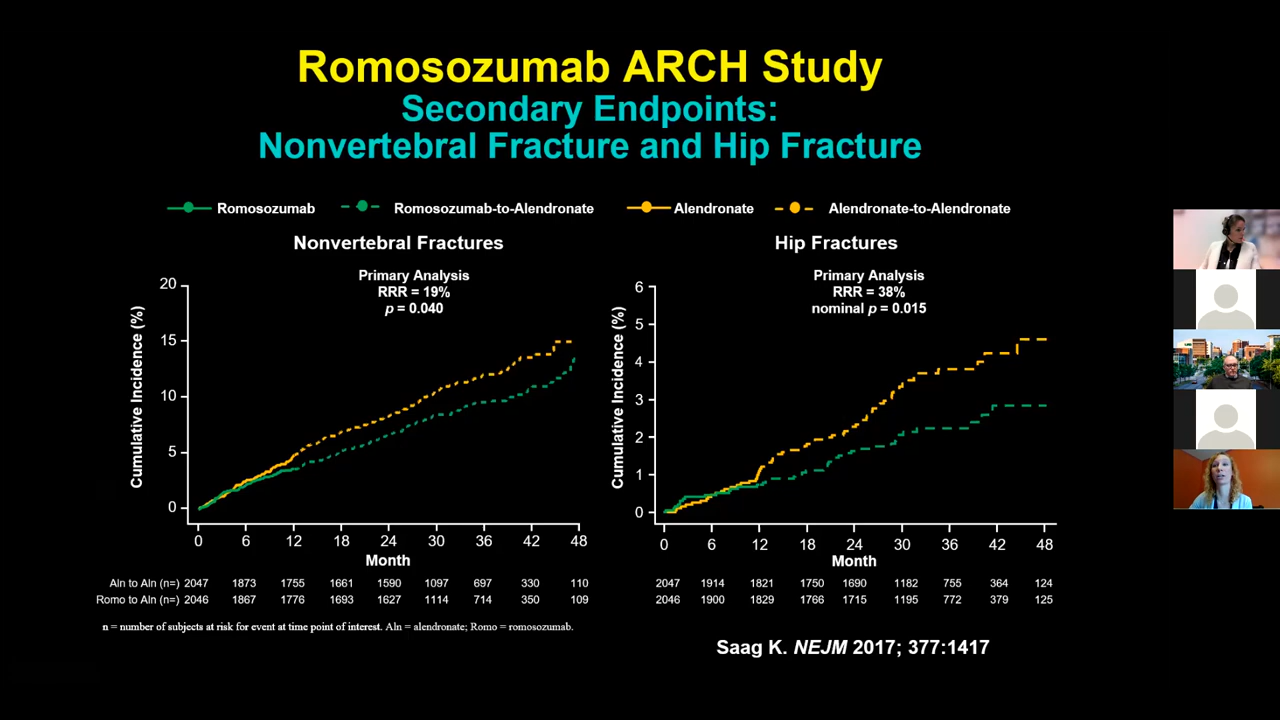 Romosozumab ARCH Study
Secondary Endpoints:
Nonvertebral Fracture and Hip Fracture
Romosozumab Romosozumab-to-Alendronate Alendronate Alendronate-to-Alendronate
Nonvertebral Fractures
Primary Analysis
RRR = 19%
p = 0.040
Cumulative Incidence (%)
20
15
10
5
0
0 6 12 18 24 30 36 42 48
Month
Aln to Aln (n=) 2047 1873 1755 1661 1590 1097 697 330 110
Romo to Aln (n=) 2046 1867 1776 1693 1627 1114 714 350 109
n = number of subjects at risk for event at time point of interest. Aln = alendronate; Romo = romosozumab.
Hip Fractures
Primary Analysis
RRR = 38%
nominal p = 0.015
Cumulative Incidence (%)
6
5
4
3
2
1
0
0 6 12 18 24 30 36 42 48
Month
2047 1914 1821 1750 1690 1182 755 364 124
2046 1900 1829 1766 1715 1195 772 379 125
Saag K. NEJM 2017; 377:1417